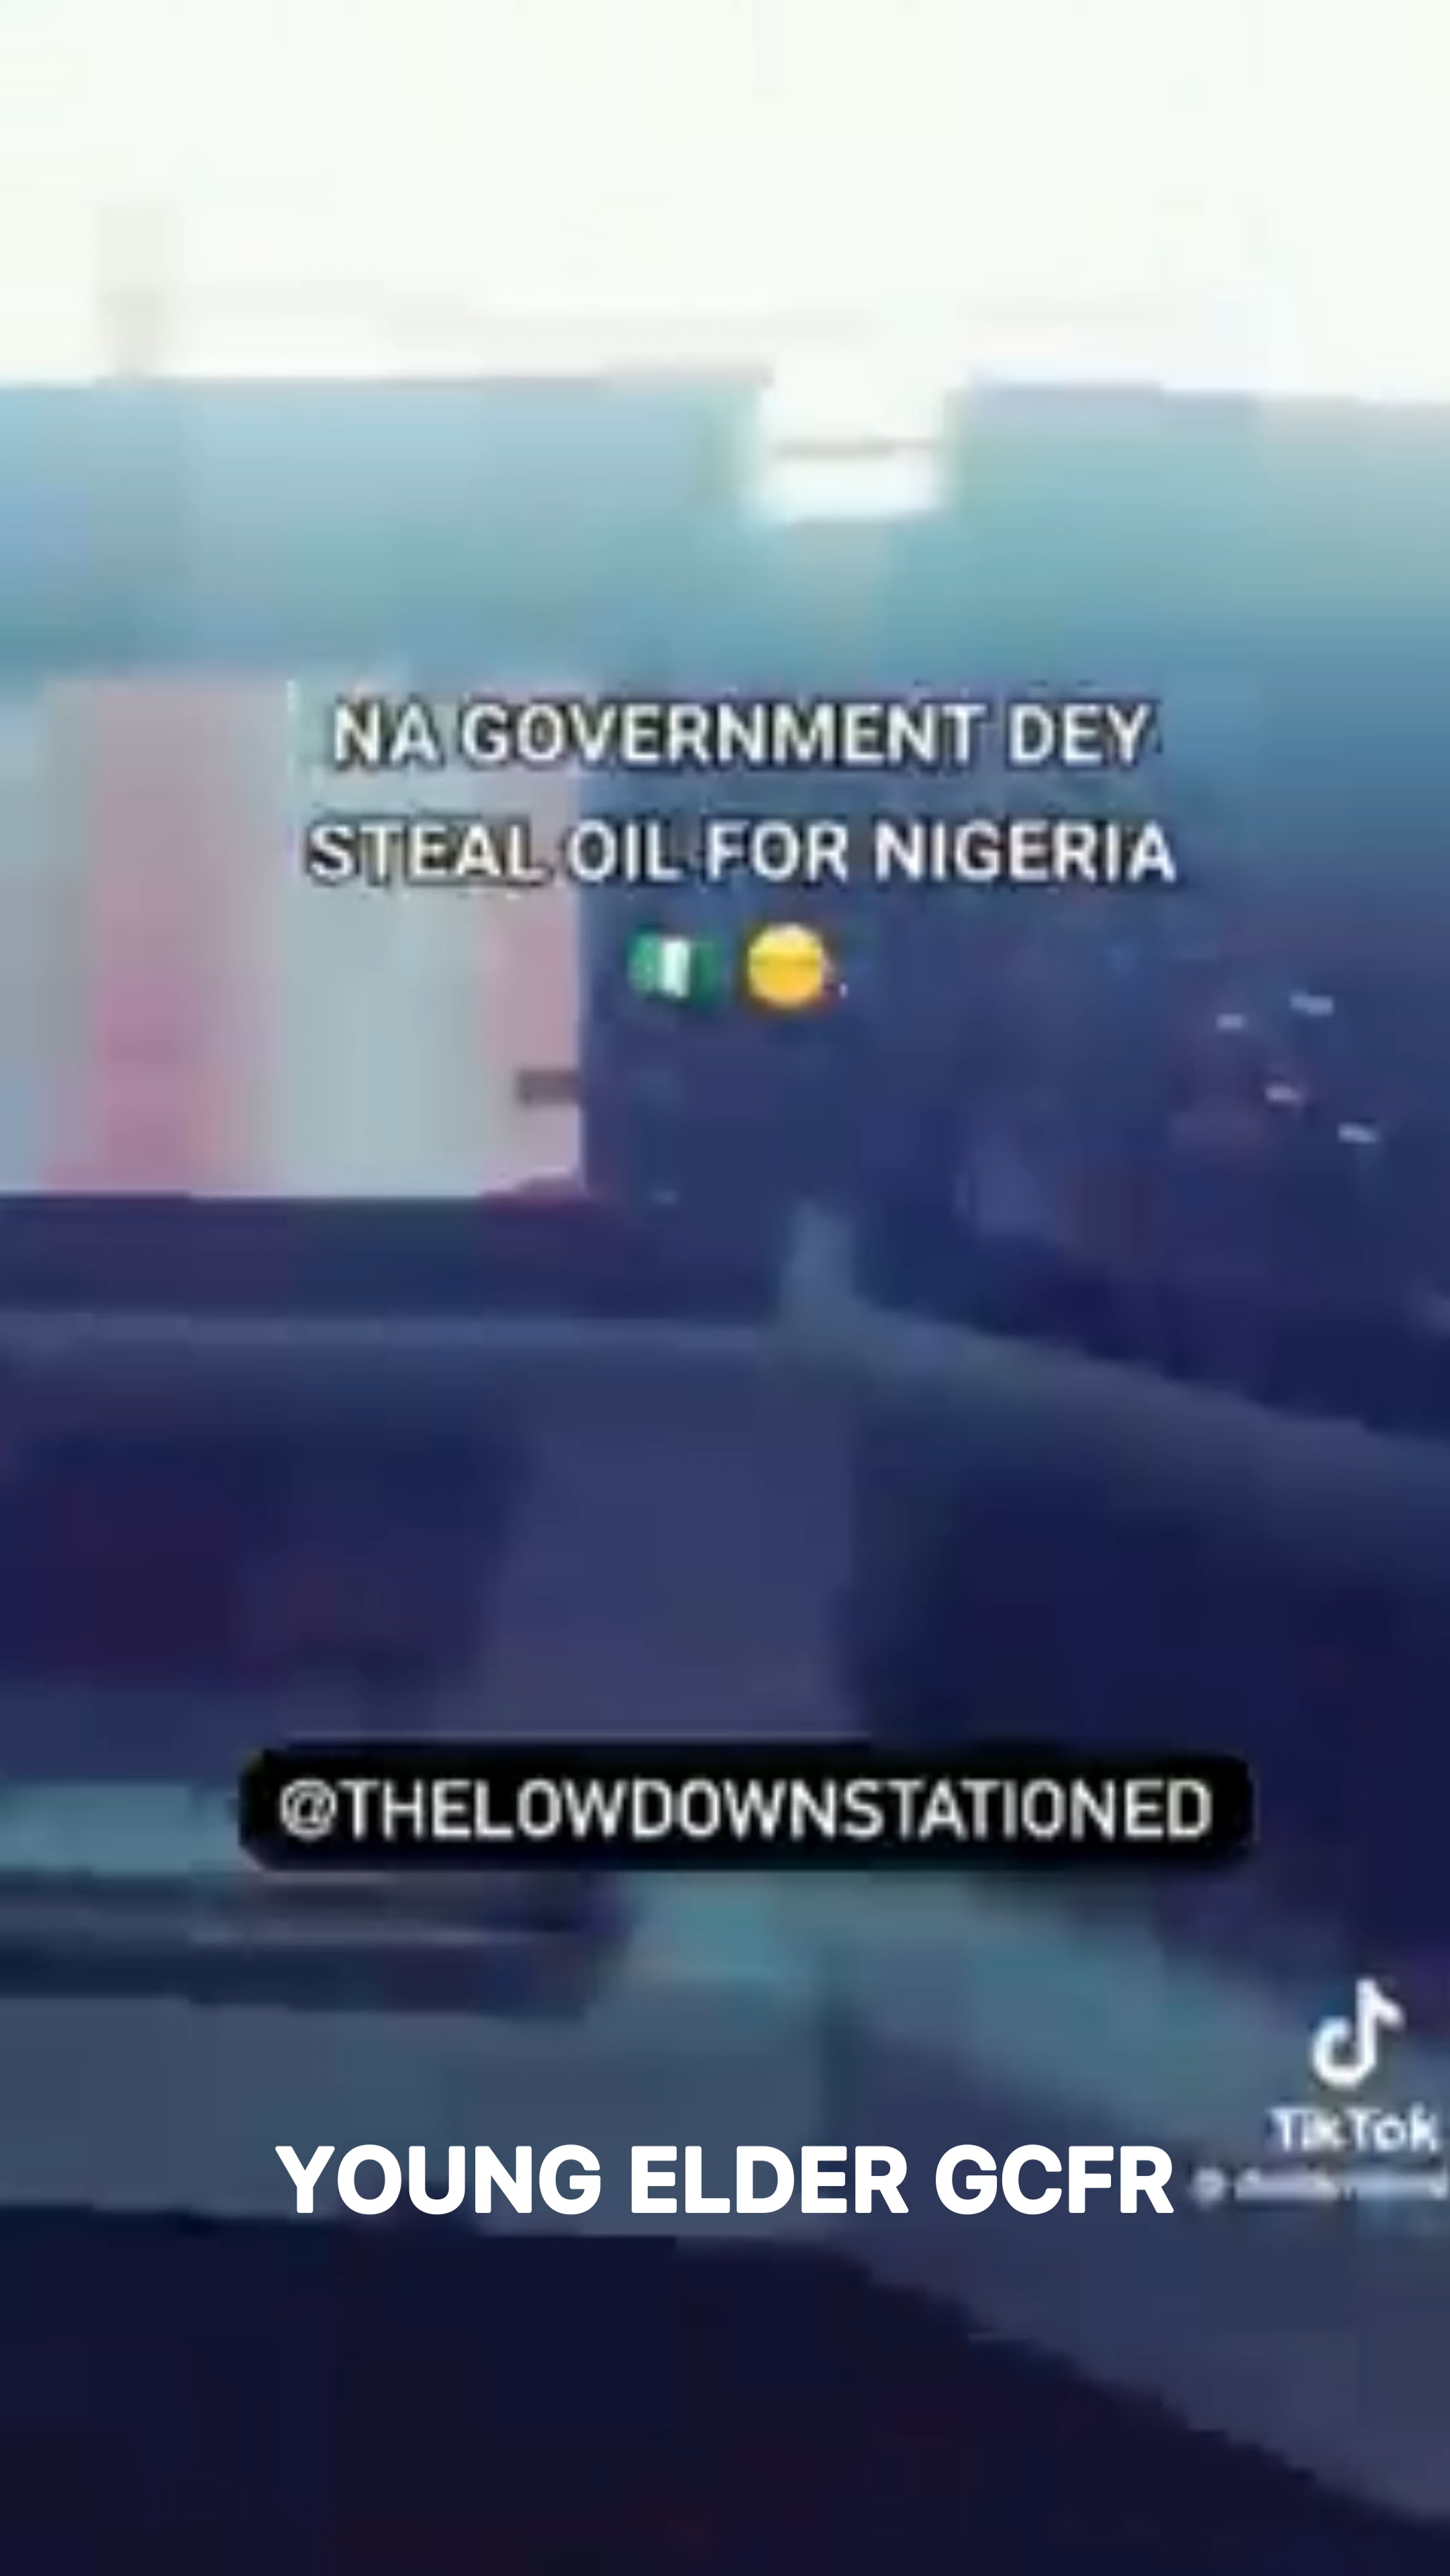 NA GOVERNMENT DEY
STEAL OIL FOR NIGERIA
@THELOWDOWNSTATIONED
TikTok
YOUNG ELDER GCFR